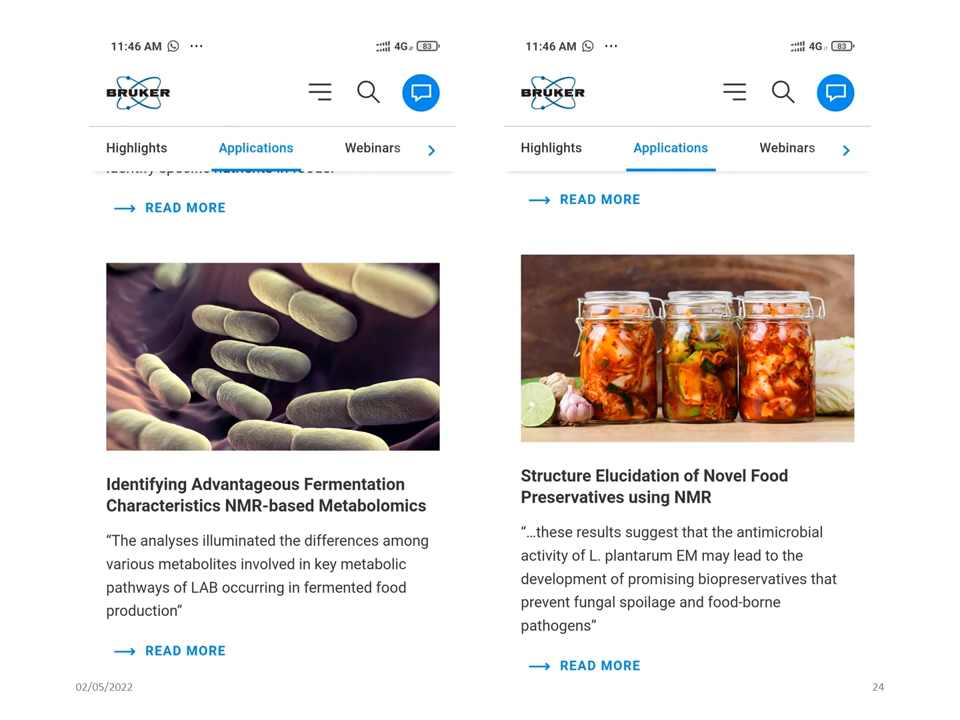 11:46 AM
4G
83
BRUKER
Highlights
Applications
Webinars
READ MORE
Identifying Advantageous Fermentation
Characteristics NMR-based Metabolomics
“The analyses illuminated the differences among
various metabolites involved in key metabolic
pathways of LAB occurring in fermented food
production”
READ MORE
11:46 AM
4G
83
BRUKER
Highlights
Applications
Webinars
READ MORE
Structure Elucidation of Novel Food
Preservatives using NMR
“...these results suggest that the antimicrobial
activity of L. plantarum EM may lead to the
development of promising biopreservatives that
prevent fungal spoilage and food-borne
pathogens”
READ MORE
02/05/2022
24